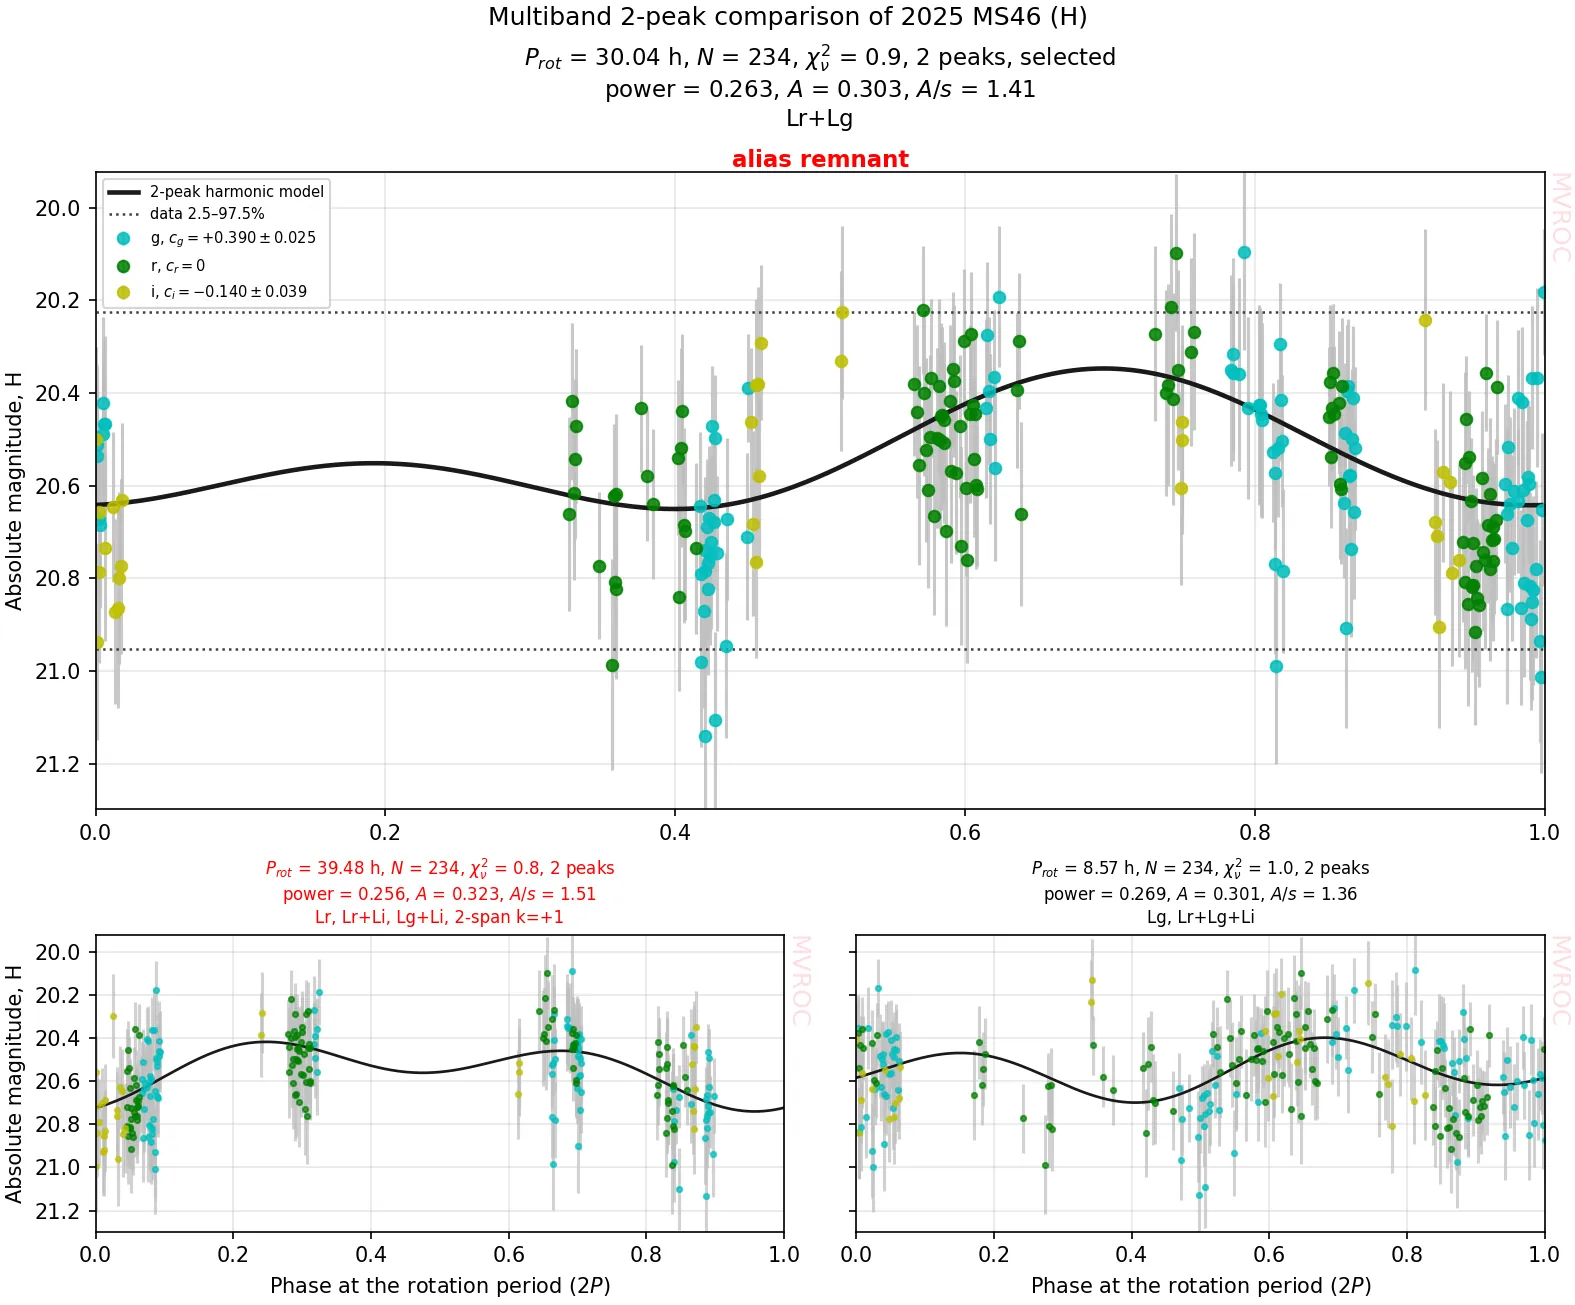 Multiband 2-peak comparison of 2025 MS46 (H)
P_rot = 30.04 h, N = 234, χ²_ν = 0.9, 2 peaks, selected
power = 0.263, A = 0.303, A/s = 1.41
Lr+Lg
alias remnant
2-peak harmonic model
data 2.5–97.5%
g, c_g = +0.390 ± 0.025
r, c_r = 0
i, c_i = −0.140 ± 0.039
MVROC
Absolute magnitude, H
20.0
20.2
20.4
20.6
20.8
21.0
21.2
0.0 0.2 0.4 0.6 0.8 1.0
P_rot = 39.48 h, N = 234, χ²_ν = 0.8, 2 peaks
power = 0.256, A = 0.323, A/s = 1.51
Lr, Lr+Li, Lg+Li, 2-span k=+1
MVROC
Absolute magnitude, H
20.0
20.2
20.4
20.6
20.8
21.0
21.2
0.0 0.2 0.4 0.6 0.8 1.0
Phase at the rotation period (2P)
P_rot = 8.57 h, N = 234, χ²_ν = 1.0, 2 peaks
power = 0.269, A = 0.301, A/s = 1.36
Lg, Lr+Lg+Li
MVROC
0.0 0.2 0.4 0.6 0.8 1.0
Phase at the rotation period (2P)